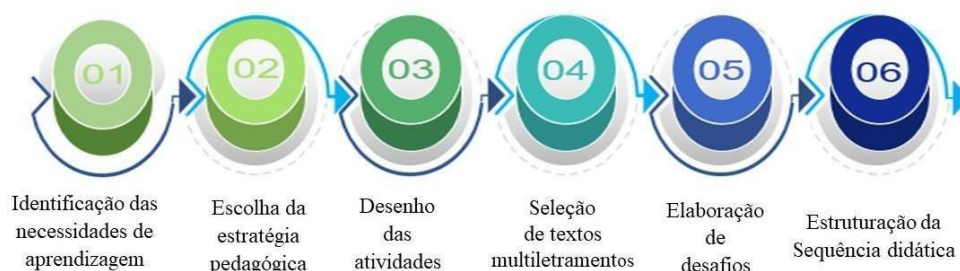 01
02
03
04
05
06
Identificação das
necessidades de
aprendizagem
Escolha da
estratégia
pedagógica
Desenho
das
atividades
Seleção
de textos
multiletramentos
Elaboração
de
desafios
Estruturação da
Sequência didática